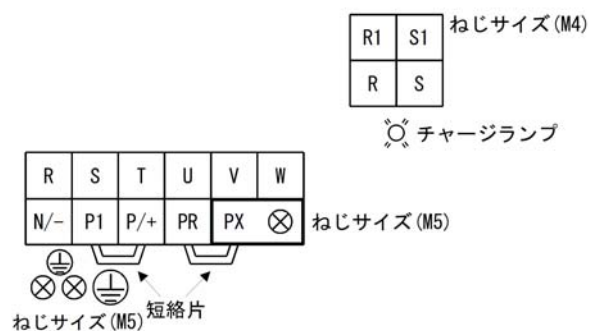 R1 S1 ねじサイズ(M4)
R S
チャージランプ
R S T U V W
N/- P1 P/+ PR PX ねじサイズ(M5)
短絡片
ねじサイズ(M5)